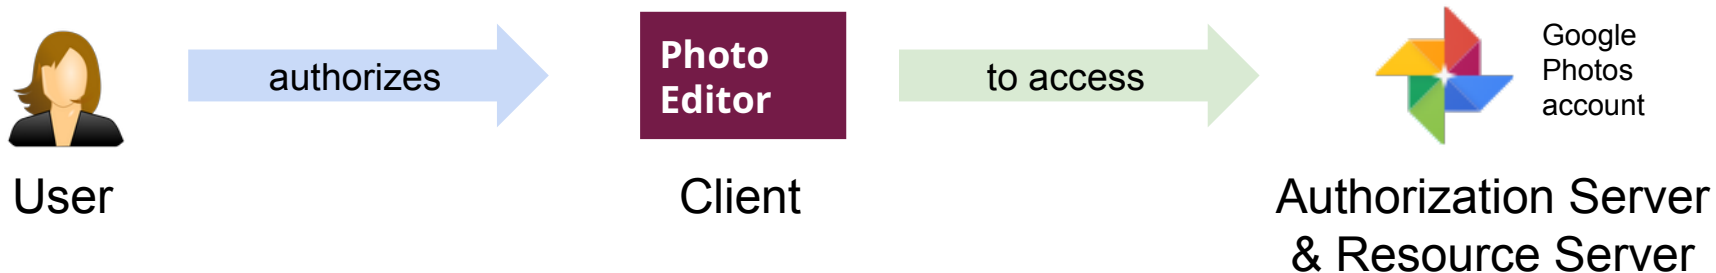 authorizes
Photo
Editor
to access
Google
Photos
account
User
Client
Authorization Server
& Resource Server